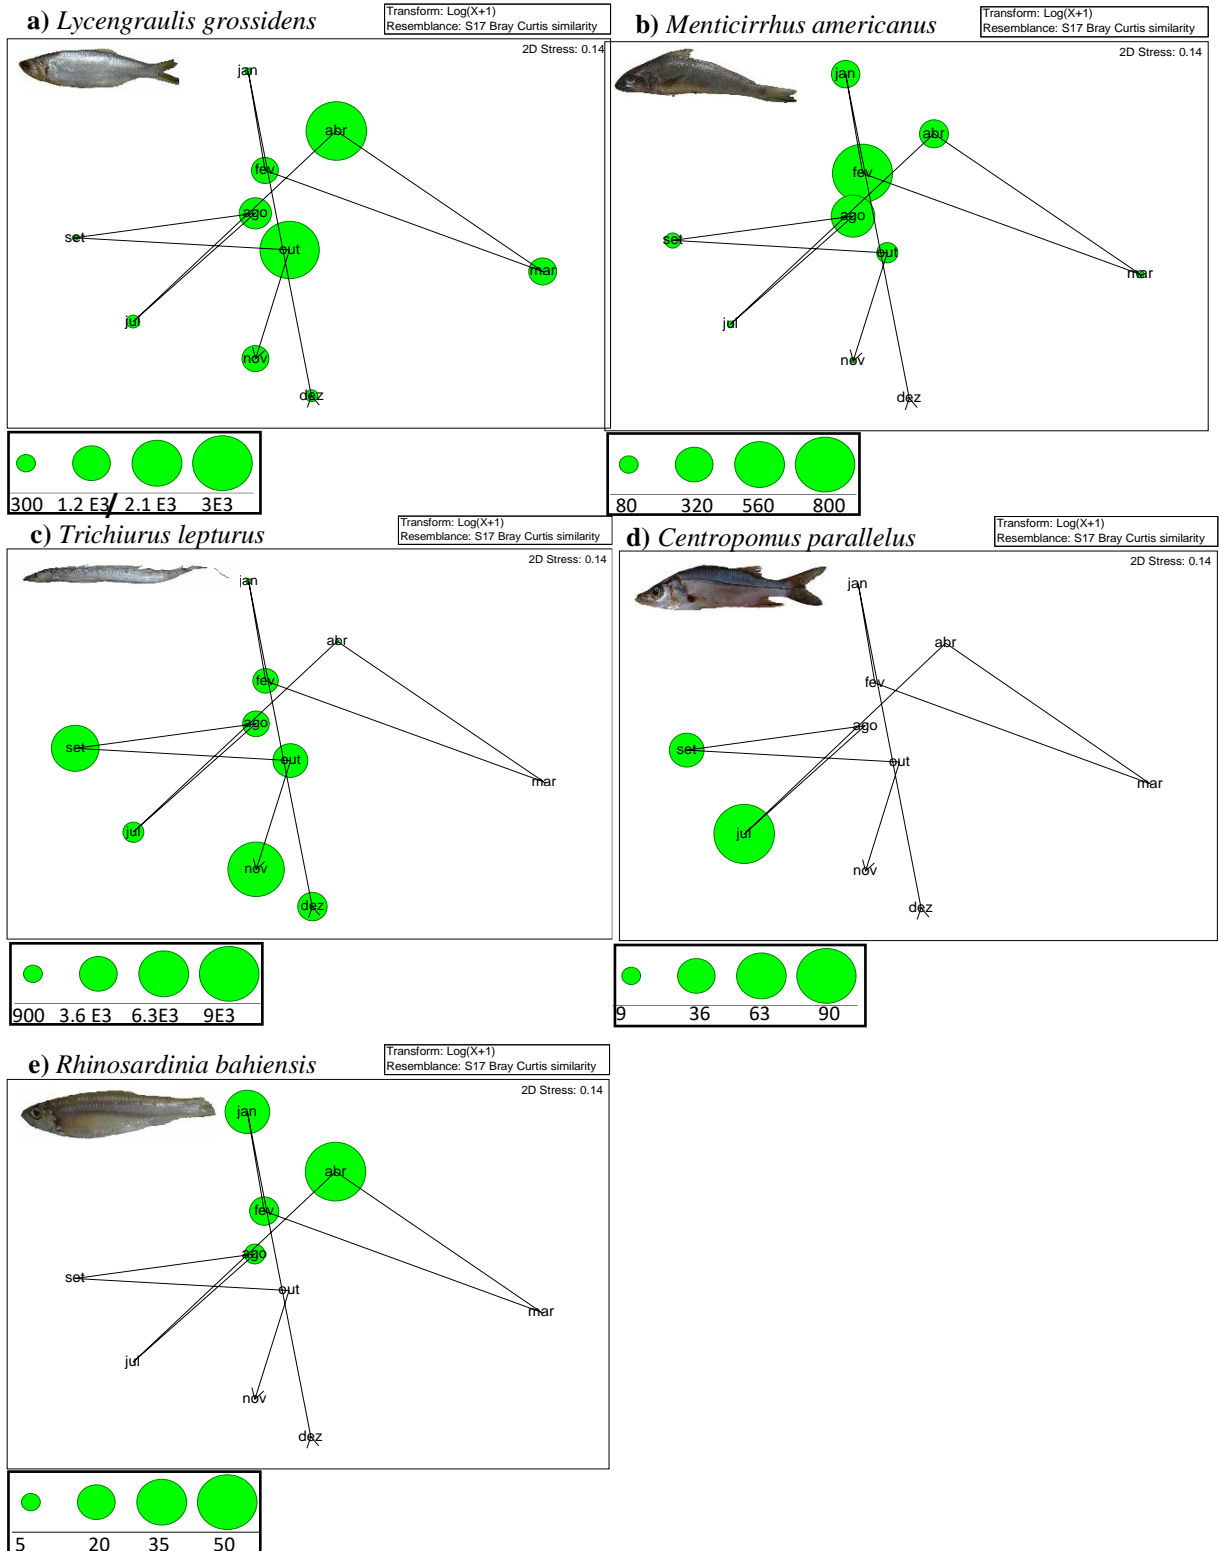 a) Lycengraulis grossidens
Transform: Log(X+1)
Resemblance: S17 Bray Curtis similarity
2D Stress: 0.14
jan
abr
fev
ago
set
out
mar
jul
nov
dez
300 1.2 E3/ 2.1 E3 3E3
b) Menticirrhus americanus
Transform: Log(X+1)
Resemblance: S17 Bray Curtis similarity
2D Stress: 0.14
jan
abr
fev
ago
set
out
mar
jul
nov
dez
80 320 560 800
c) Trichiurus lepturus
Transform: Log(X+1)
Resemblance: S17 Bray Curtis similarity
2D Stress: 0.14
jan
abr
fev
ago
set
out
mar
jul
nov
dez
900 3.6 E3 6.3E3 9E3
d) Centropomus parallelus
Transform: Log(X+1)
Resemblance: S17 Bray Curtis similarity
2D Stress: 0.14
jan
abr
fev
ago
set
out
mar
jul
nov
dez
9 36 63 90
e) Rhinosardinia bahiensis
Transform: Log(X+1)
Resemblance: S17 Bray Curtis similarity
2D Stress: 0.14
jan
abr
fev
ago
set
out
mar
jul
nov
dez
5 20 35 50